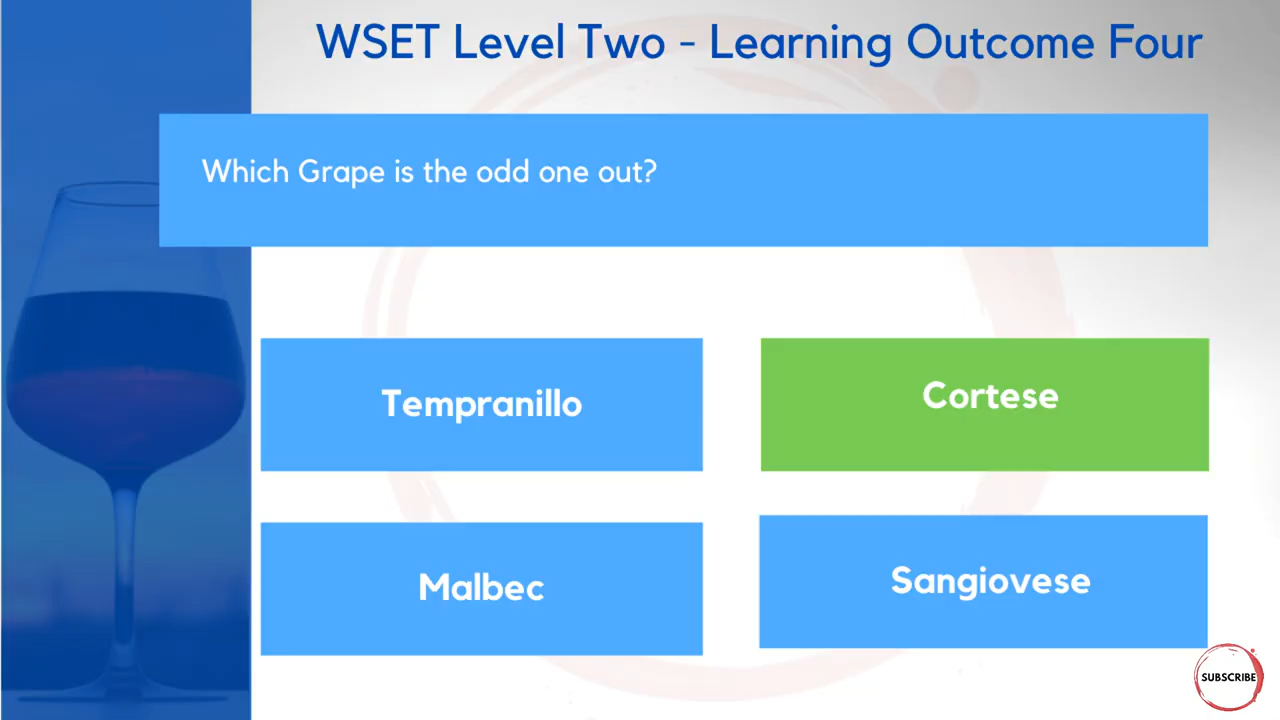 WSET Level Two - Learning Outcome Four
Which Grape is the odd one out?
Tempranillo
Cortese
Malbec
Sangiovese
SUBSCRIBE